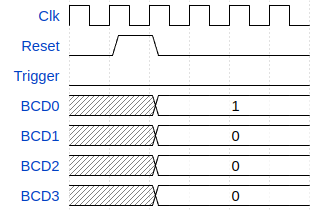 Clk
Reset
Trigger
BCD0 1
BCD1 0
BCD2 0
BCD3 0